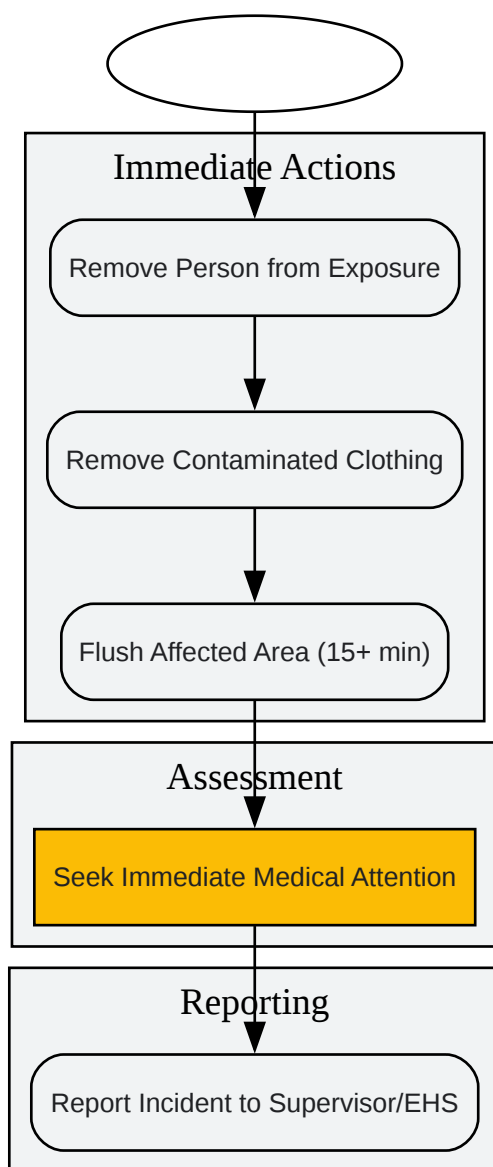 Immediate Actions
Remove Person from Exposure
Remove Contaminated Clothing
Flush Affected Area (15+ min)
Assessment
Seek Immediate Medical Attention
Reporting
Report Incident to Supervisor/EHS